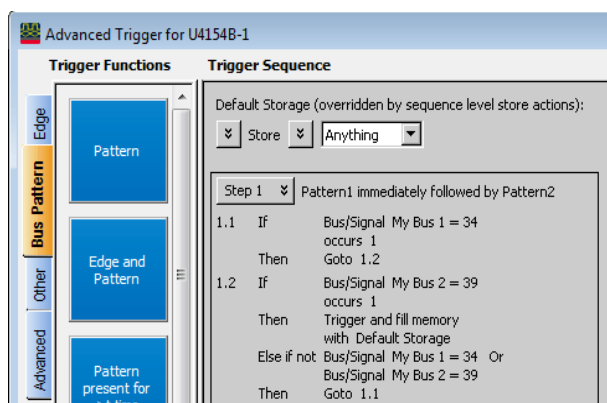 Advanced Trigger for U4154B-1
Trigger Functions
Trigger Sequence
Edge
Bus Pattern
Other
Advanced
Pattern
Edge and
Pattern
Pattern
present for
Default Storage (overridden by sequence level store actions):
Store Anything
Step 1 Pattern1 immediately followed by Pattern2
1.1 If Bus/Signal My Bus 1 = 34
occurs 1
Then Goto 1.2
1.2 If Bus/Signal My Bus 2 = 39
occurs 1
Then Trigger and fill memory
with Default Storage
Else if not Bus/Signal My Bus 1 = 34 Or
Bus/Signal My Bus 2 = 39
Then Goto 1.1